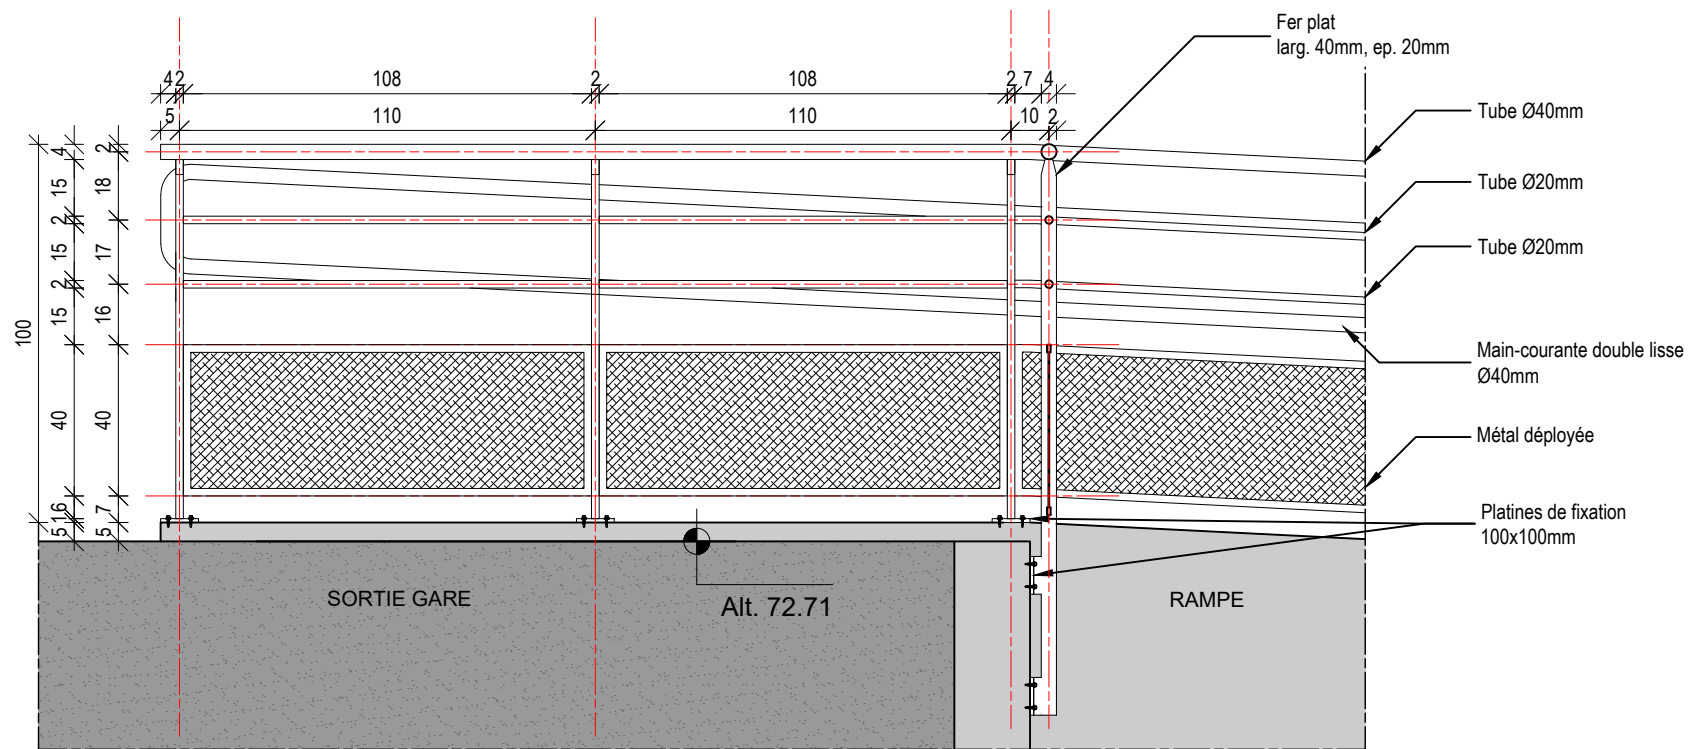 Fer plat
larg. 40mm, ep. 20mm
4 2 108 2 108 2 7 4
5 110 110 10 2
Tube Ø40mm
Tube Ø20mm
Tube Ø20mm
Main-courante double lisse
Ø40mm
Métal déployée
Platines de fixation
100x100mm
100
4 15 2 15 2 15 40 6 1 5
2 18 17 16 40 7 5
SORTIE GARE
Alt. 72.71
RAMPE